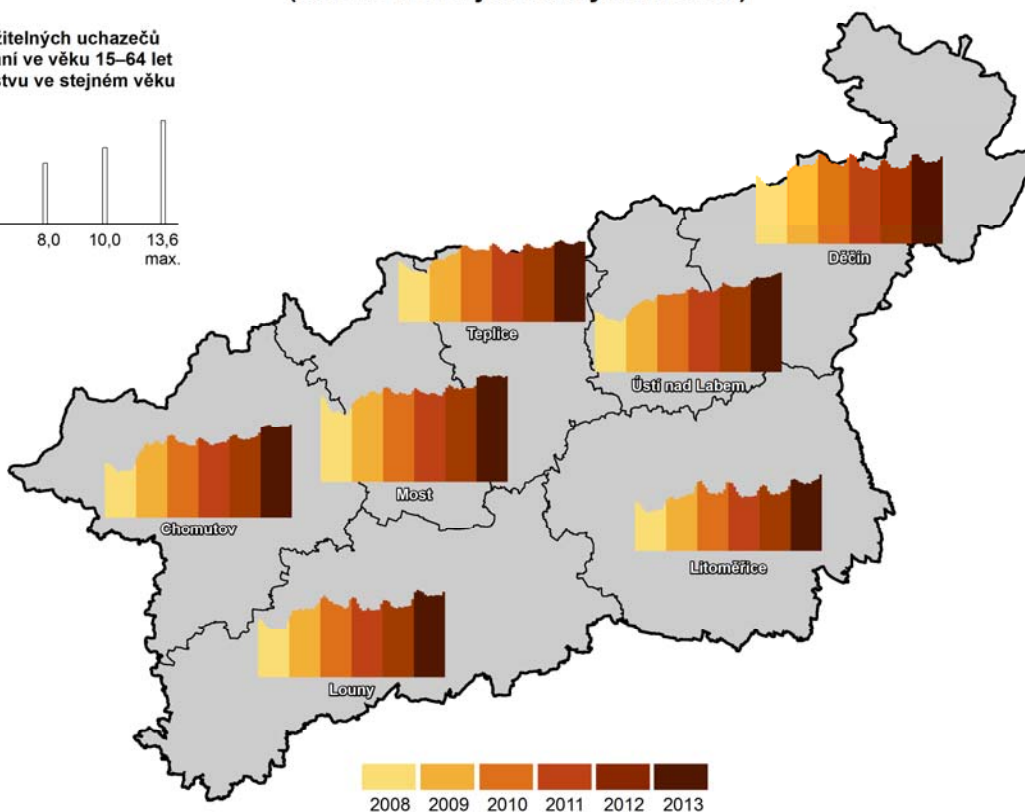 žitelných uchazečů
ní ve věku 15–64 let
stvu ve stejném věku
8,0 10,0 13,6
max.
Děčín
Teplice
Ústí nad Labem
Most
Chomutov
Litoměřice
Louny
2008 2009 2010 2011 2012 2013